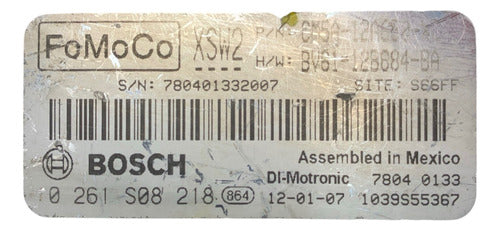 FoMoCo XSW2 P/N:
H/W: BV61-12B684-BA
S/N: 780401332007 SITE: S66FF
BOSCH Assembled in Mexico
DI-Motronic 7804 0133
0 261 S08 218 864 12-01-07 1039S55367